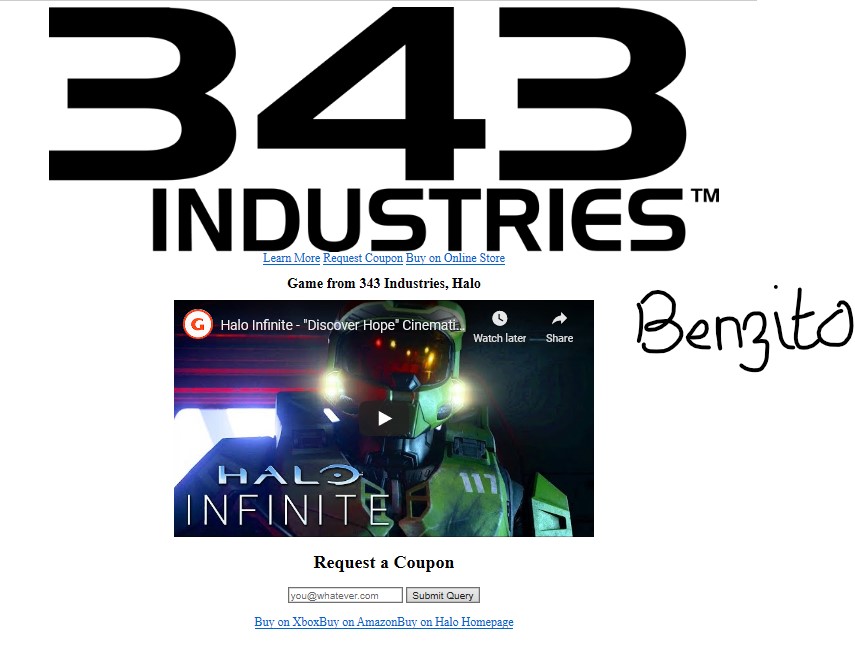 343
INDUSTRIES™
Learn More Request Coupon Buy on Online Store
Game from 343 Industries, Halo
G Halo Infinite - "Discover Hope" Cinemati... Watch later Share
Benzito
117
HALO
INFINITE
Request a Coupon
you@whatever.com Submit Query
Buy on XboxBuy on AmazonBuy on Halo Homepage